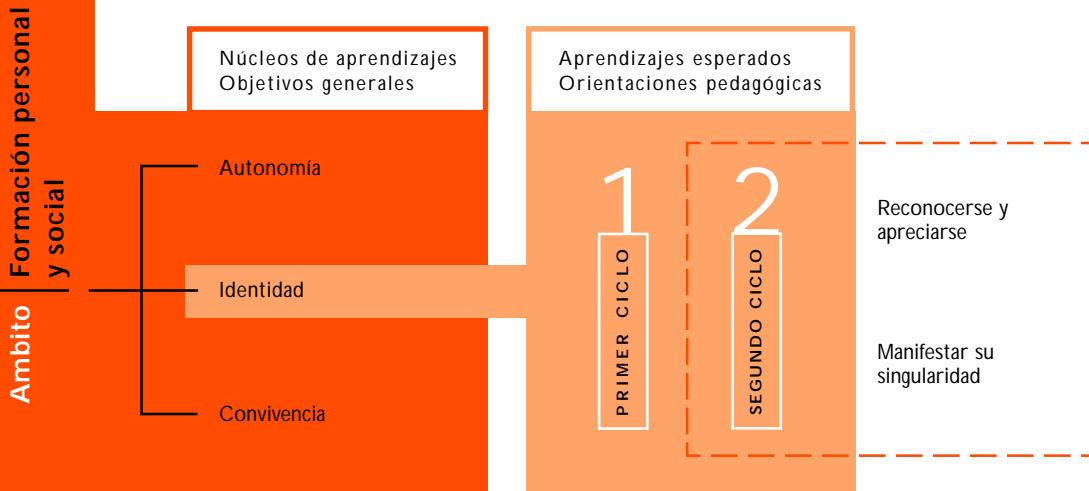 Ambito Formación personal
y social
Núcleos de aprendizajes
Objetivos generales
Autonomía
Identidad
Convivencia
Aprendizajes esperados
Orientaciones pedagógicas
1
PRIMER CICLO
2
SEGUNDO CICLO
Reconocerse y
apreciarse
Manifestar su
singularidad